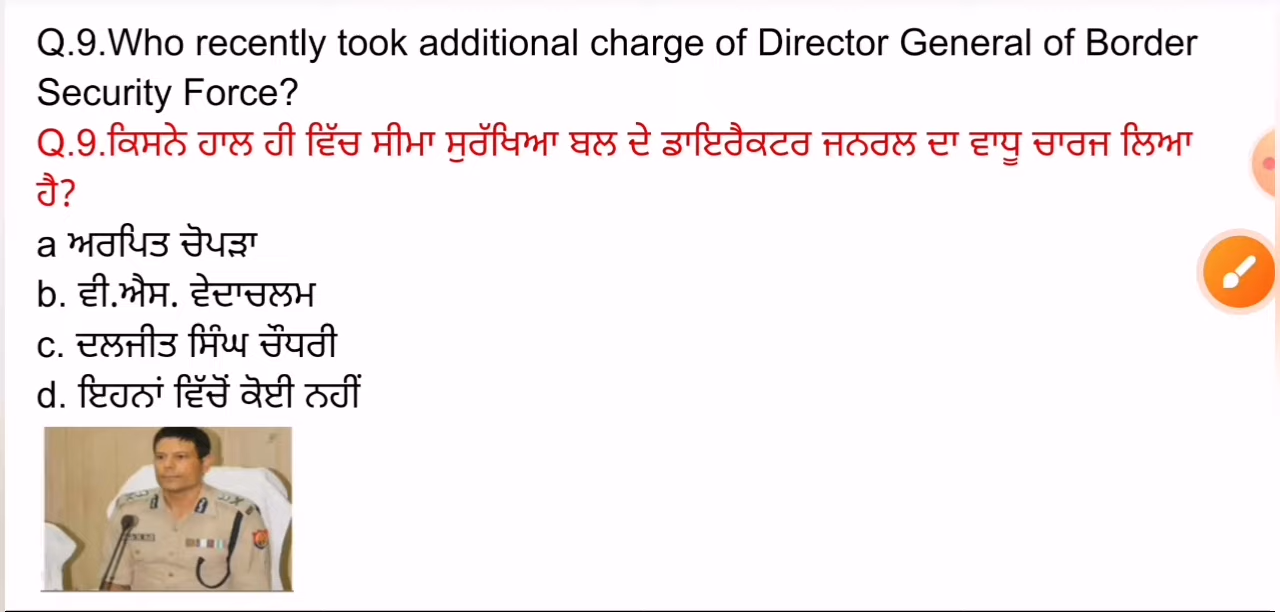 Q.9.Who recently took additional charge of Director General of Border
Security Force?
Q.9.ਕਿਸਨੇ ਹਾਲ ਹੀ ਵਿੱਚ ਸੀਮਾ ਸੁਰੱਖਿਆ ਬਲ ਦੇ ਡਾਇਰੈਕਟਰ ਜਨਰਲ ਦਾ ਵਾਧੂ ਚਾਰਜ ਲਿਆ
ਹੈ?
a ਅਰਪਿਤ ਚੋਪੜਾ
b. ਵੀ.ਐਸ. ਵੇਦਾਚਲਮ
c. ਦਲਜੀਤ ਸਿੰਘ ਚੌਧਰੀ
d. ਇਹਨਾਂ ਵਿੱਚੋਂ ਕੋਈ ਨਹੀਂ